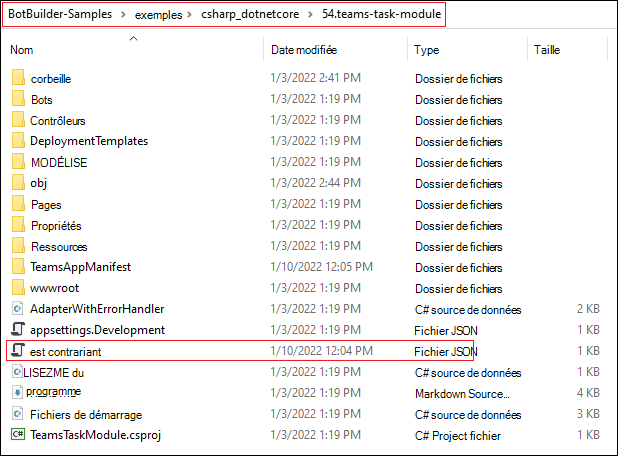 BotBuilder-Samples > exemples > csharp_dotnetcore > 54.teams-task-module
Nom Date modifiée Type Taille
corbeille 1/3/2022 2:41 PM Dossier de fichiers
Bots 1/3/2022 1:19 PM Dossier de fichiers
Contrôleurs 1/3/2022 1:19 PM Dossier de fichiers
DeploymentTemplates 1/3/2022 1:19 PM Dossier de fichiers
MODÉLISE 1/3/2022 1:19 PM Dossier de fichiers
obj 1/3/2022 2:44 PM Dossier de fichiers
Pages 1/3/2022 1:19 PM Dossier de fichiers
Propriétés 1/3/2022 1:19 PM Dossier de fichiers
Ressources 1/3/2022 1:19 PM Dossier de fichiers
TeamsAppManifest 1/10/2022 12:05 PM Dossier de fichiers
wwwroot 1/3/2022 1:19 PM Dossier de fichiers
AdapterWithErrorHandler 1/3/2022 1:19 PM C# source de données 2 KB
appsettings.Development 1/3/2022 1:19 PM Fichier JSON 1 KB
est contrariant 1/10/2022 12:04 PM Fichier JSON 1 KB
LISEZME du 1/3/2022 1:19 PM C# source de données 1 KB
programme 1/3/2022 1:19 PM Markdown Source... 4 KB
Fichiers de démarrage 1/3/2022 1:19 PM C# source de données 3 KB
TeamsTaskModule.csproj 1/3/2022 1:19 PM C# Project fichier 1 KB